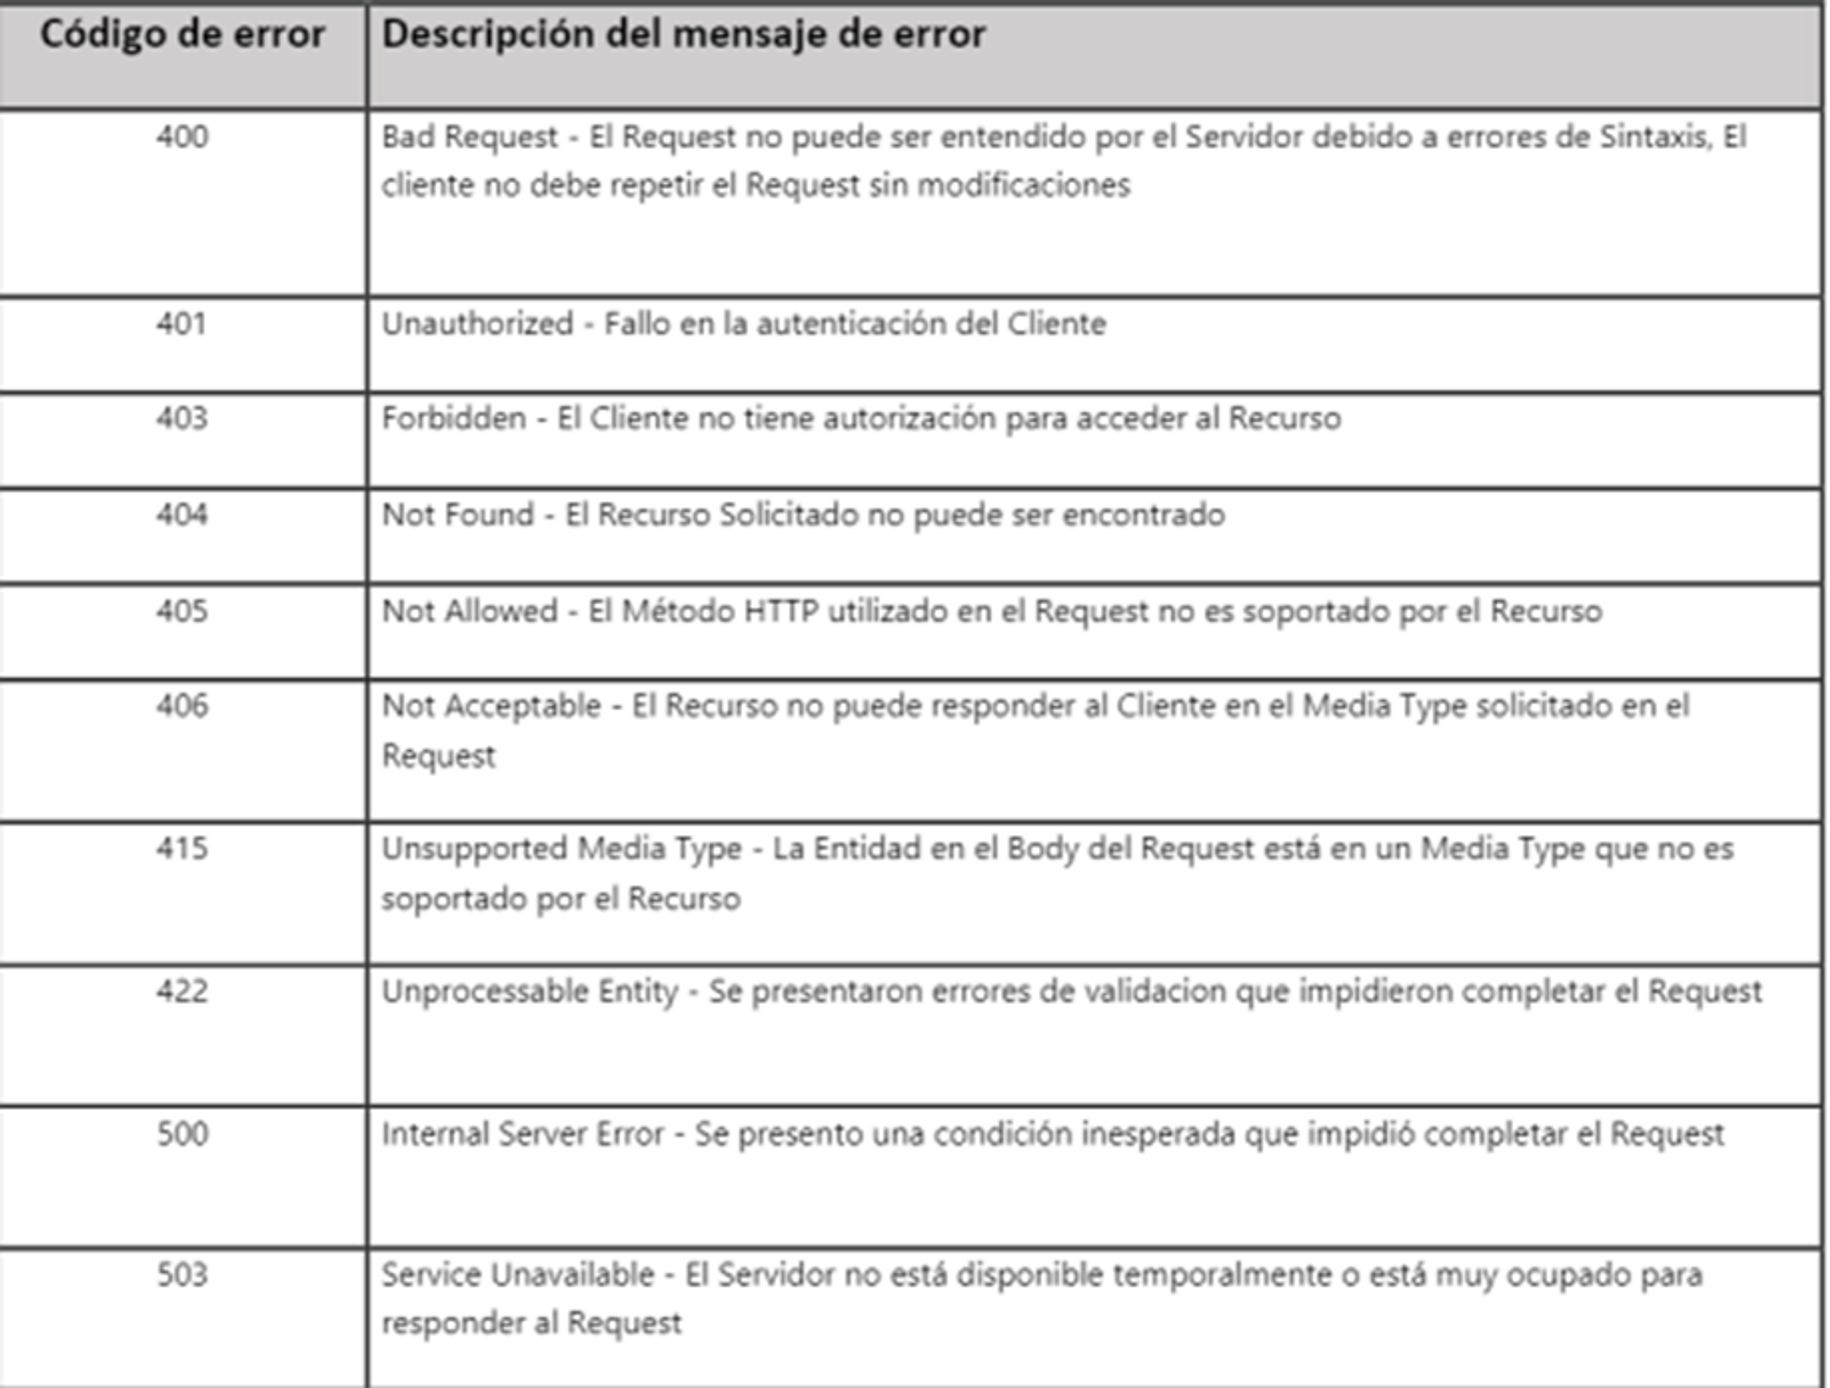 Código de error
Descripción del mensaje de error
400
Bad Request - El Request no puede ser entendido por el Servidor debido a errores de Sintaxis, El
cliente no debe repetir el Request sin modificaciones
401
Unauthorized - Fallo en la autenticación del Cliente
403
Forbidden - El Cliente no tiene autorización para acceder al Recurso
404
Not Found - El Recurso Solicitado no puede ser encontrado
405
Not Allowed - El Método HTTP utilizado en el Request no es soportado por el Recurso
406
Not Acceptable - El Recurso no puede responder al Cliente en el Media Type solicitado en el
Request
415
Unsupported Media Type - La Entidad en el Body del Request está en un Media Type que no es
soportado por el Recurso
422
Unprocessable Entity - Se presentaron errores de validacion que impidieron completar el Request
500
Internal Server Error - Se presento una condición inesperada que impidió completar el Request
503
Service Unavailable - El Servidor no está disponible temporalmente o está muy ocupado para
responder al Request